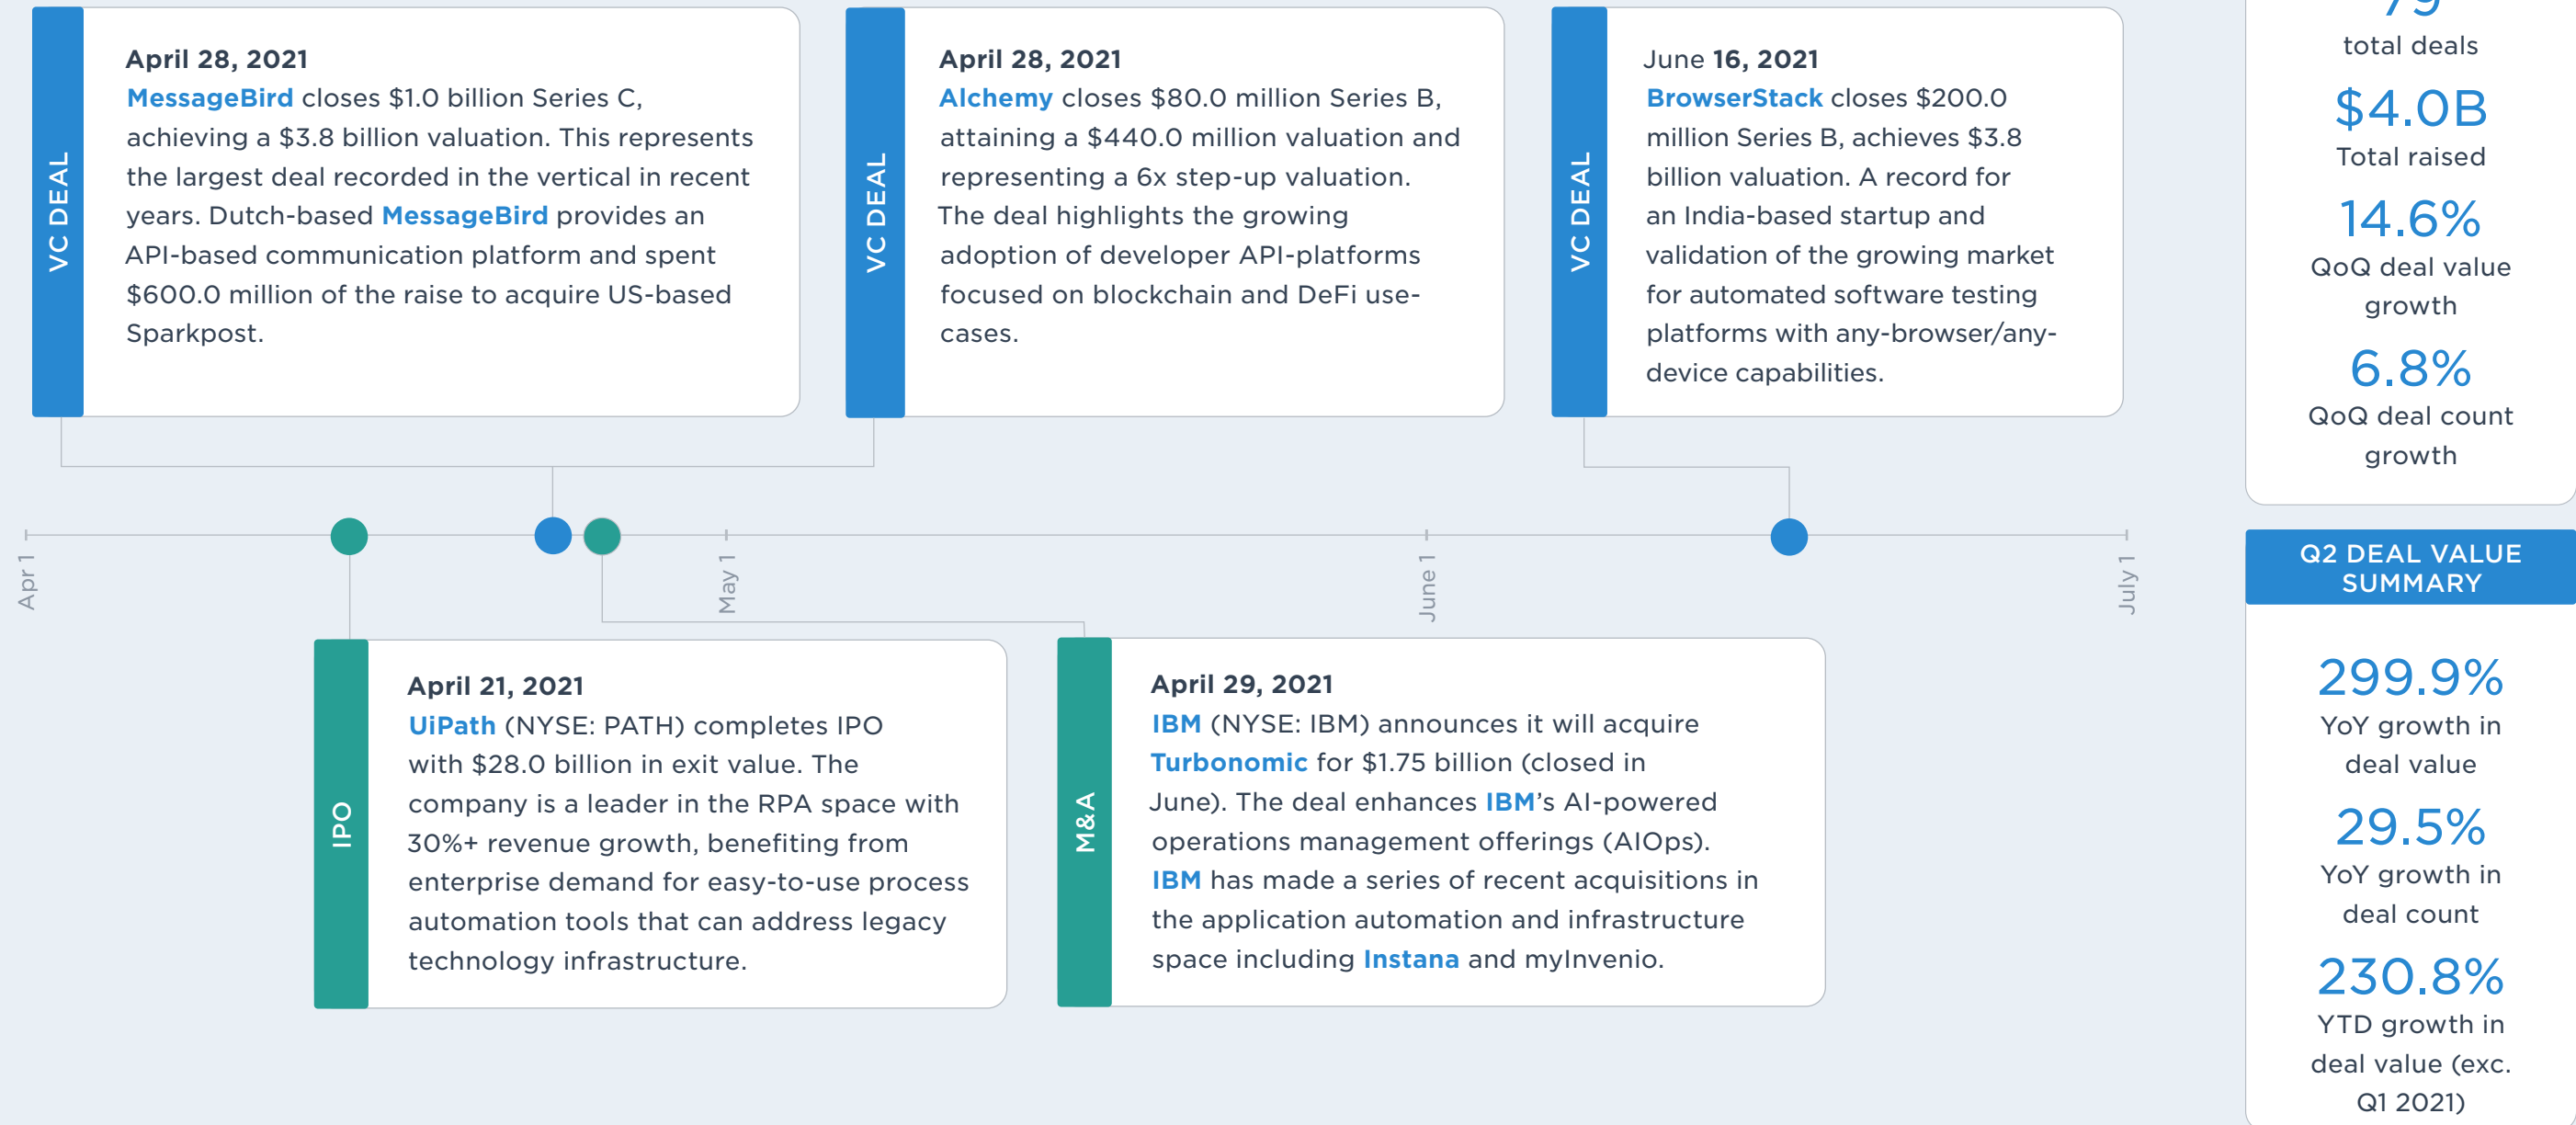 VC DEAL
April 28, 2021
MessageBird closes $1.0 billion Series C,
achieving a $3.8 billion valuation. This represents
the largest deal recorded in the vertical in recent
years. Dutch-based MessageBird provides an
API-based communication platform and spent
$600.0 million of the raise to acquire US-based
Sparkpost.
VC DEAL
April 28, 2021
Alchemy closes $80.0 million Series B,
attaining a $440.0 million valuation and
representing a 6x step-up valuation.
The deal highlights the growing
adoption of developer API-platforms
focused on blockchain and DeFi use-
cases.
VC DEAL
June 16, 2021
BrowserStack closes $200.0
million Series B, achieves $3.8
billion valuation. A record for
an India-based startup and
validation of the growing market
for automated software testing
platforms with any-browser/any-
device capabilities.
Apr 1
May 1
June 1
July 1
IPO
April 21, 2021
UiPath (NYSE: PATH) completes IPO
with $28.0 billion in exit value. The
company is a leader in the RPA space with
30%+ revenue growth, benefiting from
enterprise demand for easy-to-use process
automation tools that can address legacy
technology infrastructure.
M&A
April 29, 2021
IBM (NYSE: IBM) announces it will acquire
Turbonomic for $1.75 billion (closed in
June). The deal enhances IBM’s AI-powered
operations management offerings (AIOps).
IBM has made a series of recent acquisitions in
the application automation and infrastructure
space including Instana and myInvenio.
79
total deals
$4.0B
Total raised
14.6%
QoQ deal value
growth
6.8%
QoQ deal count
growth
Q2 DEAL VALUE
SUMMARY
299.9%
YoY growth in
deal value
29.5%
YoY growth in
deal count
230.8%
YTD growth in
deal value (exc.
Q1 2021)